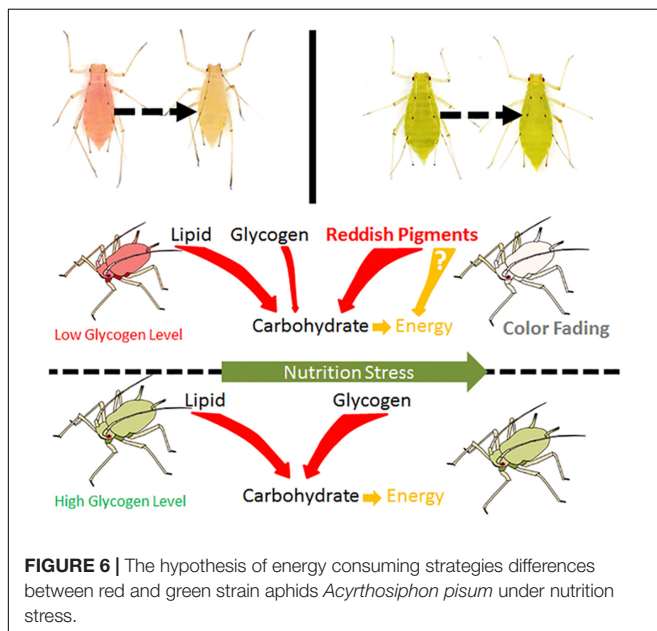 Lipid Glycogen Reddish Pigments
?
Low Glycogen Level
Carbohydrate Energy
Color Fading
Nutrition Stress
Lipid Glycogen
High Glycogen Level
Carbohydrate Energy
FIGURE 6 | The hypothesis of energy consuming strategies differences
between red and green strain aphids Acyrthosiphon pisum under nutrition
stress.